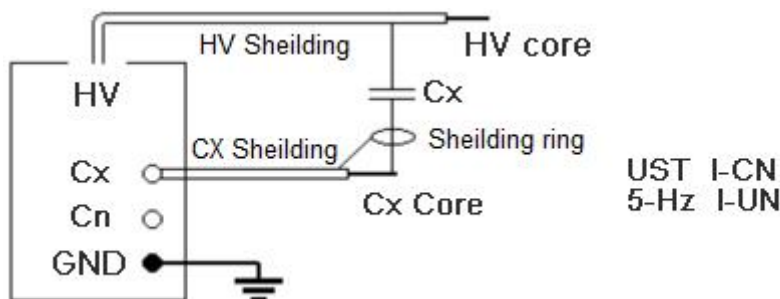 HV Sheilding
HV core
HV
Cx
CX Sheilding
Sheilding ring
Cx
Cx Core
UST I-CN
5-Hz I-UN
Cn
GND